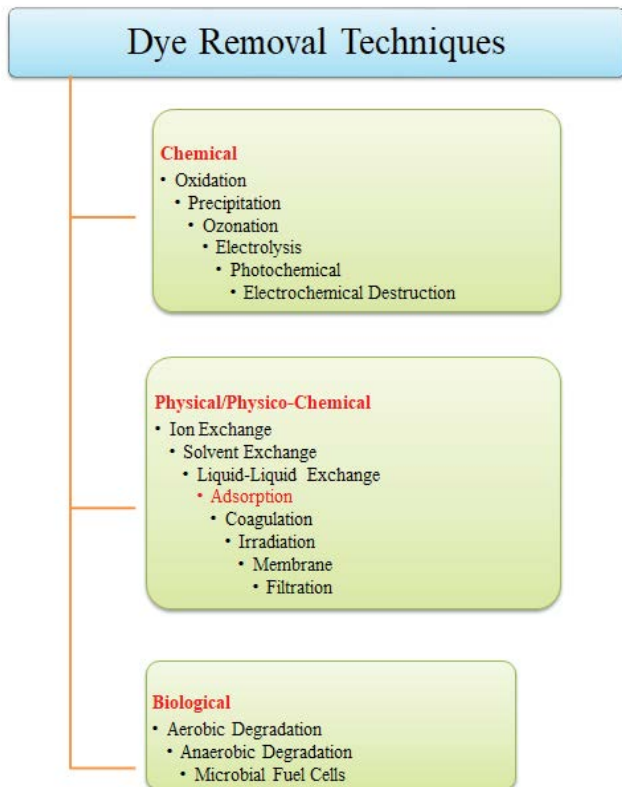 Dye Removal Techniques
Chemical
• Oxidation
• Precipitation
• Ozonation
• Electrolysis
• Photochemical
• Electrochemical Destruction
Physical/Physico-Chemical
• Ion Exchange
• Solvent Exchange
• Liquid-Liquid Exchange
• Adsorption
• Coagulation
• Irradiation
• Membrane
• Filtration
Biological
• Aerobic Degradation
• Anaerobic Degradation
• Microbial Fuel Cells